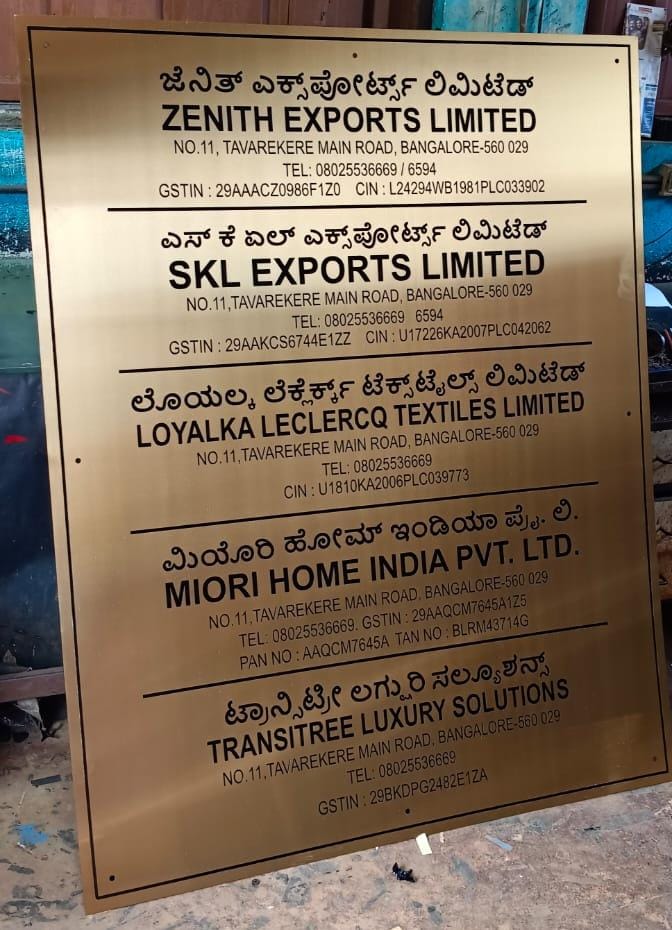 ಜೆನಿತ್ ಎಕ್ಸ್‌ಪೋರ್ಟ್ಸ್ ಲಿಮಿಟೆಡ್
ZENITH EXPORTS LIMITED
NO.11, TAVAREKERE MAIN ROAD, BANGALORE-560 029
TEL: 08025536669 / 6594
GSTIN : 29AAACZ0986F1Z0 CIN : L24294WB1981PLC033902
ಎಸ್ ಕೆ ಏಲ್ ಎಕ್ಸ್‌ಪೋರ್ಟ್ಸ್ ಲಿಮಿಟೆಡ್
SKL EXPORTS LIMITED
NO.11,TAVAREKERE MAIN ROAD, BANGALORE-560 029
TEL: 08025536669 6594
GSTIN : 29AAKCS6744E1ZZ CIN : U17226KA2007PLC042062
ಲೊಯಲ್ಕ ಲೆಕ್ಲೆರ್ಕ್ಕ್ ಟೆಕ್ಸ್‌ಟೈಲ್ಸ್ ಲಿಮಿಟೆಡ್
LOYALKA LECLERCQ TEXTILES LIMITED
NO.11,TAVAREKERE MAIN ROAD, BANGALORE-560 029
TEL: 08025536669
CIN : U1810KA2006PLC039773
ಮಿಯೊರಿ ಹೋಮ್ ಇಂಡಿಯಾ ಪ್ರೈ. ಲಿ.
MIORI HOME INDIA PVT. LTD.
NO.11,TAVAREKERE MAIN ROAD, BANGALORE-560 029
TEL: 08025536669. GSTIN : 29AAQCM7645A1Z5
PAN NO : AAQCM7645A TAN NO : BLRM43714G
ಟ್ರಾನ್ಸಿಟ್ರೀ ಲಗ್ಷುರಿ ಸಲ್ಯೂಶನ್ಸ್
TRANSITREE LUXURY SOLUTIONS
NO.11,TAVAREKERE MAIN ROAD, BANGALORE-560 029
TEL: 08025536669
GSTIN : 29BKDPG2482E1ZA